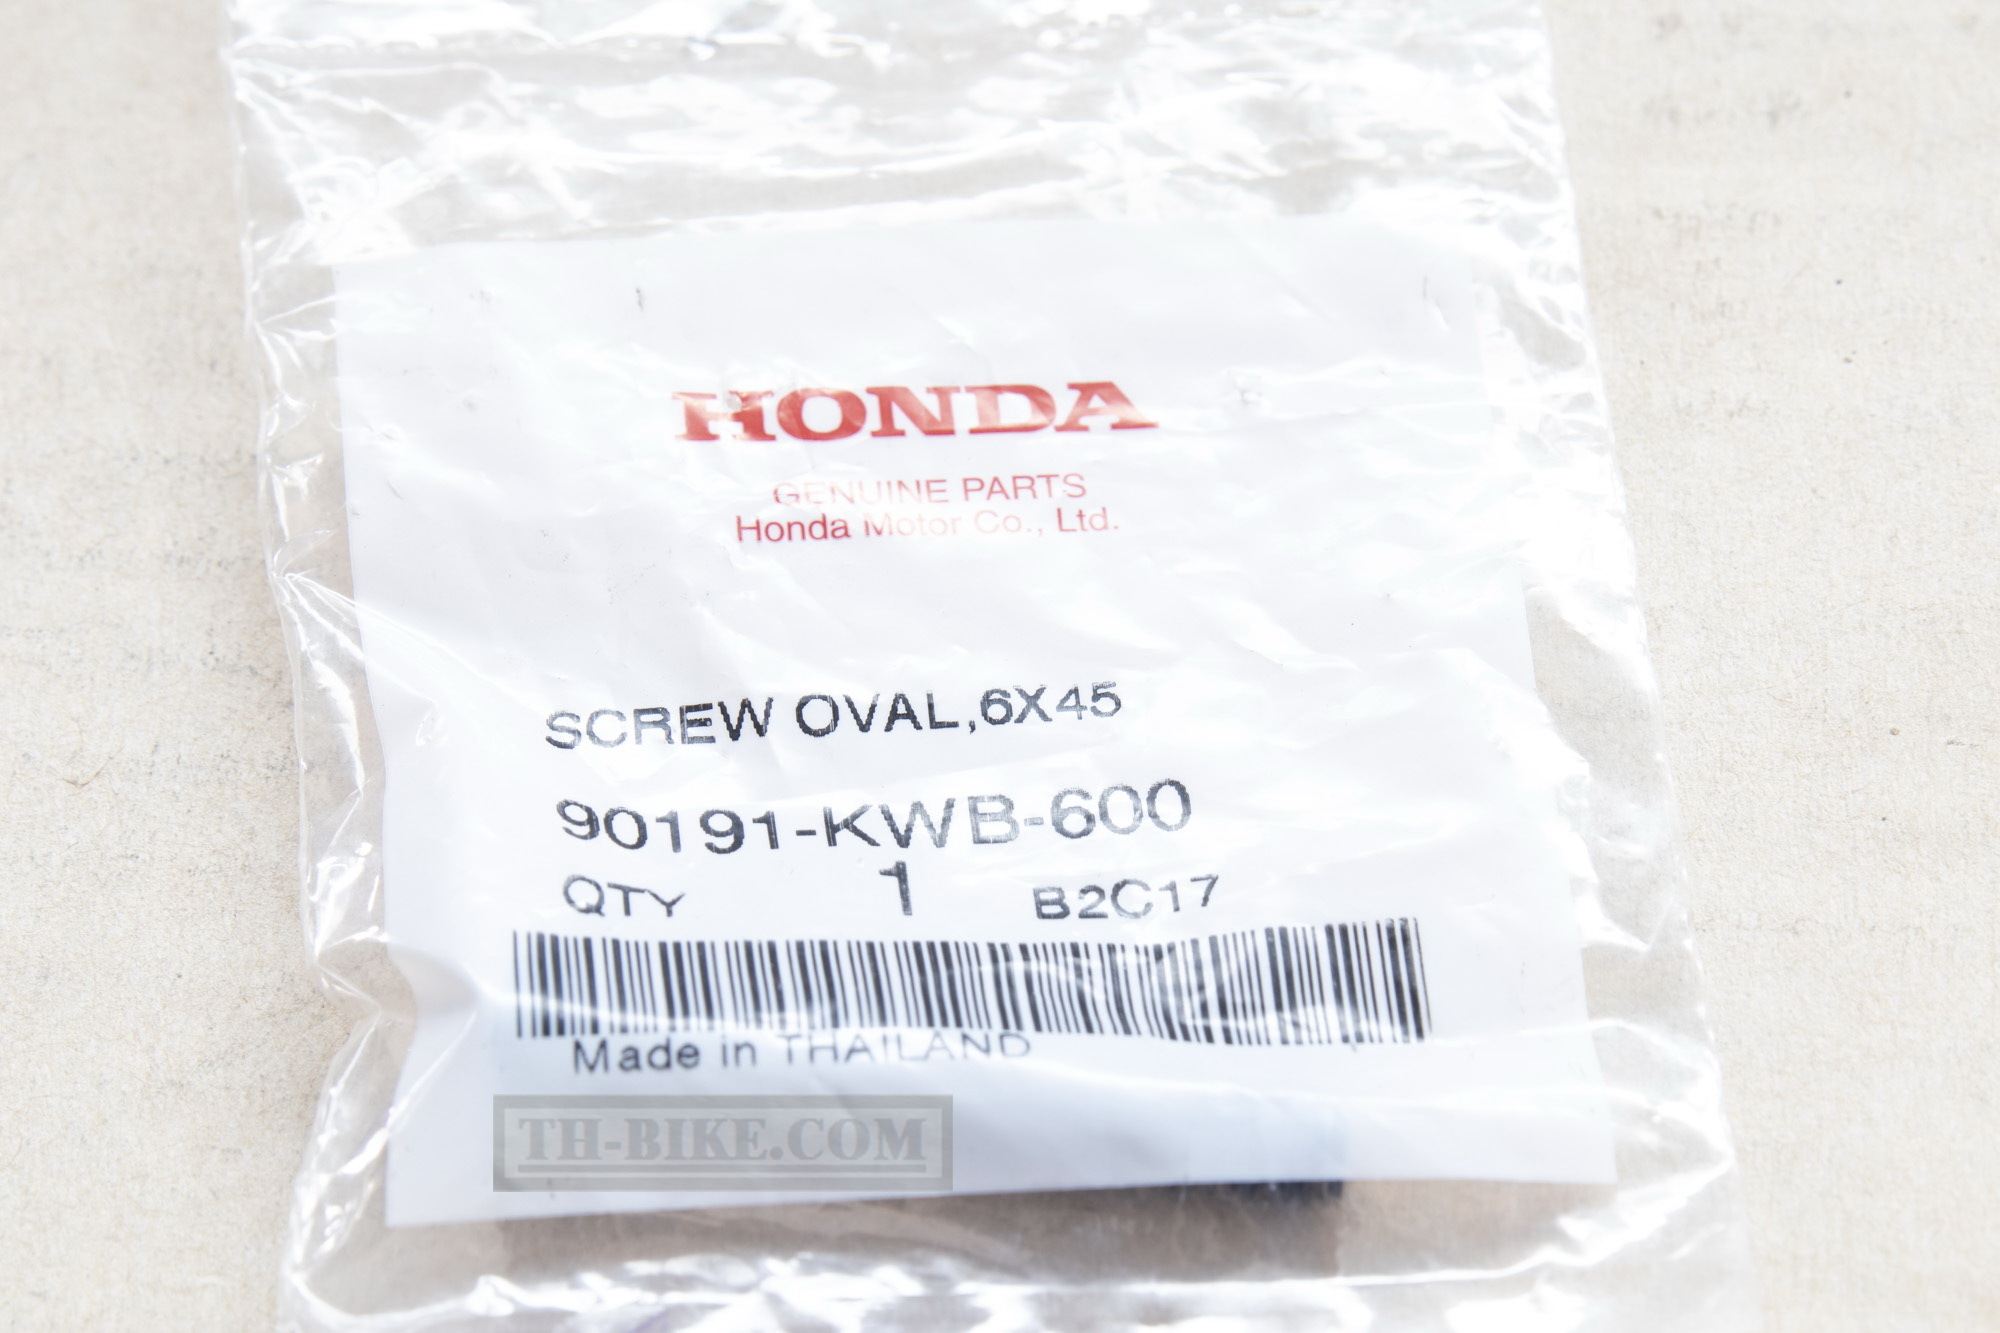 HONDA
GENUINE PARTS
Honda Motor Co., Ltd.
SCREW OVAL,6X45
90191-KWB-600
QTY 1 B2C17
Made in THAILAND
TH-BIKE.COM